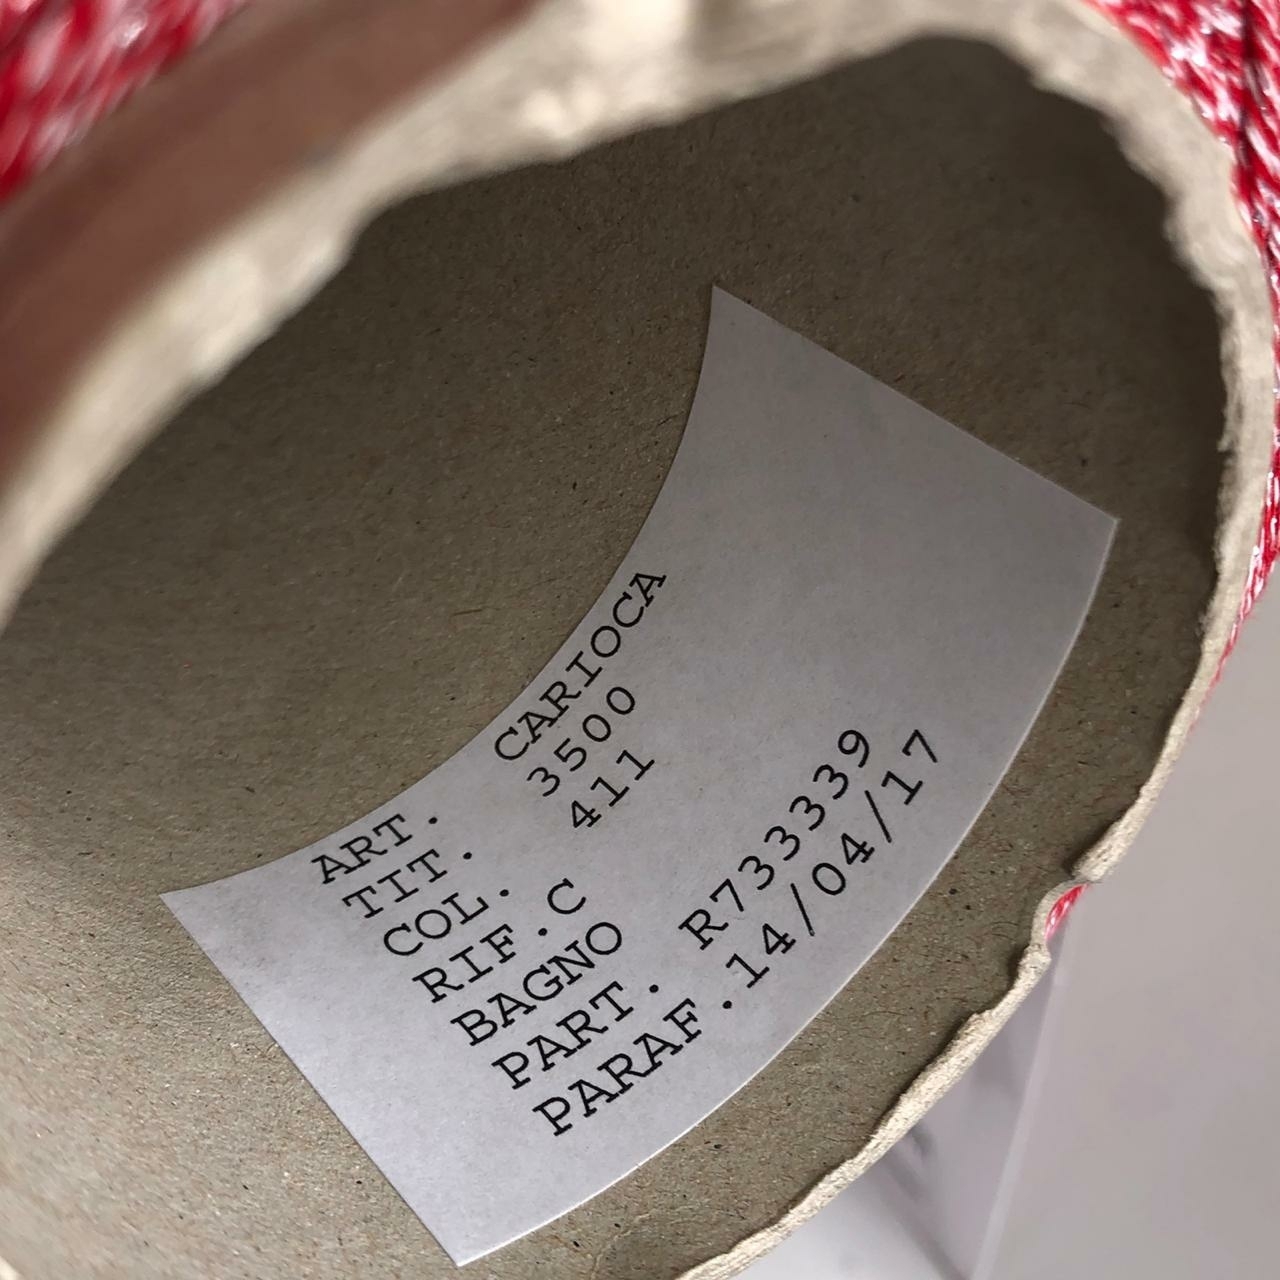 ART. CARIOCA
TIT. 3500
COL. 411
RIF.C
BAGNO
PART. R733339
PARAF.14/04/17